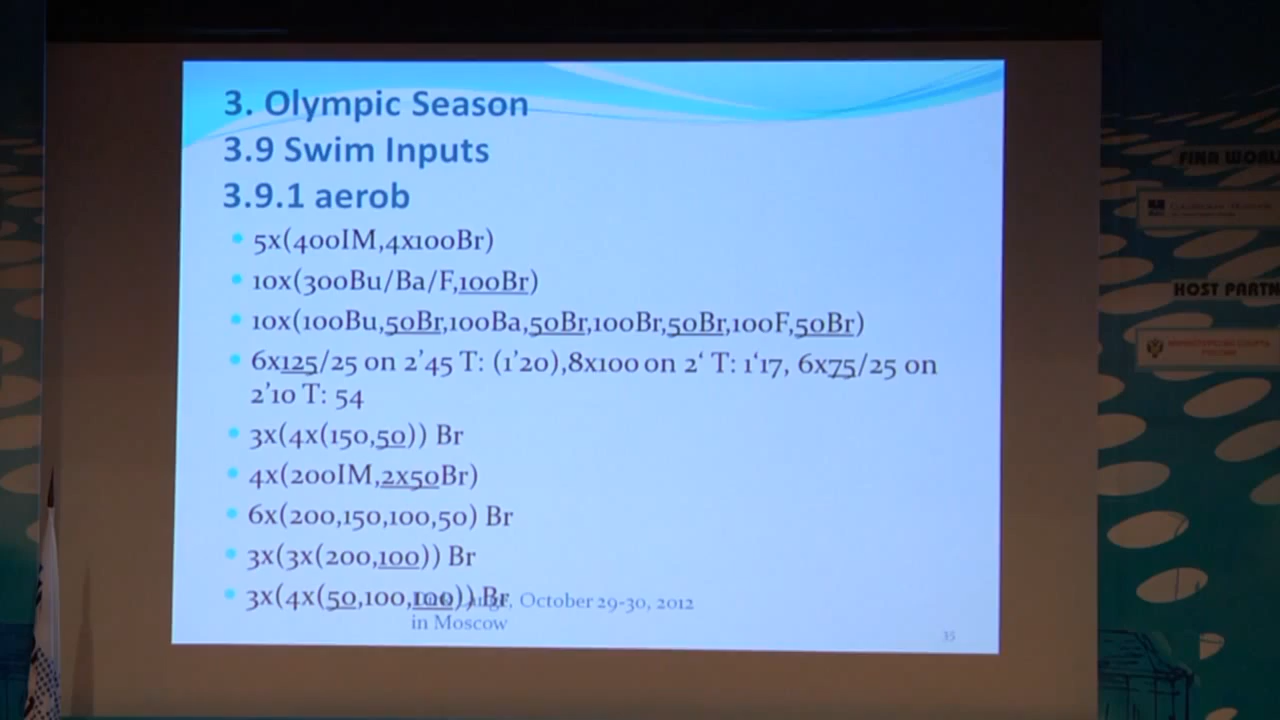 3. Olympic Season
3.9 Swim Inputs
3.9.1 aerob
5x(400IM,4x100Br)
10x(300Bu/Ba/F,100Br)
10x(100Bu,50Br,100Ba,50Br,100Br,50Br,100F,50Br)
6x125/25 on 2’45 T: (1’20),8x100 on 2‘ T: 1‘17, 6x75/25 on
2’10 T: 54
3x(4x(150,50)) Br
4x(200IM,2x50Br)
6x(200,150,100,50) Br
3x(3x(200,100)) Br
3x(4x(50,100,100)) Br
, October 29-30, 2012
in Moscow
35
FINA WORL
HOST PARTN